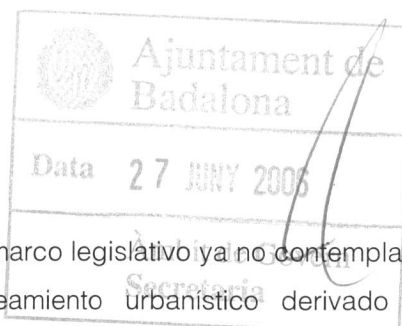 Ajuntament de
Badalona
Data 27 JUNY 2006
Àmbit de Govern
Secretaria
marco legislativo ya no contempla
eamiento urbanístico derivado